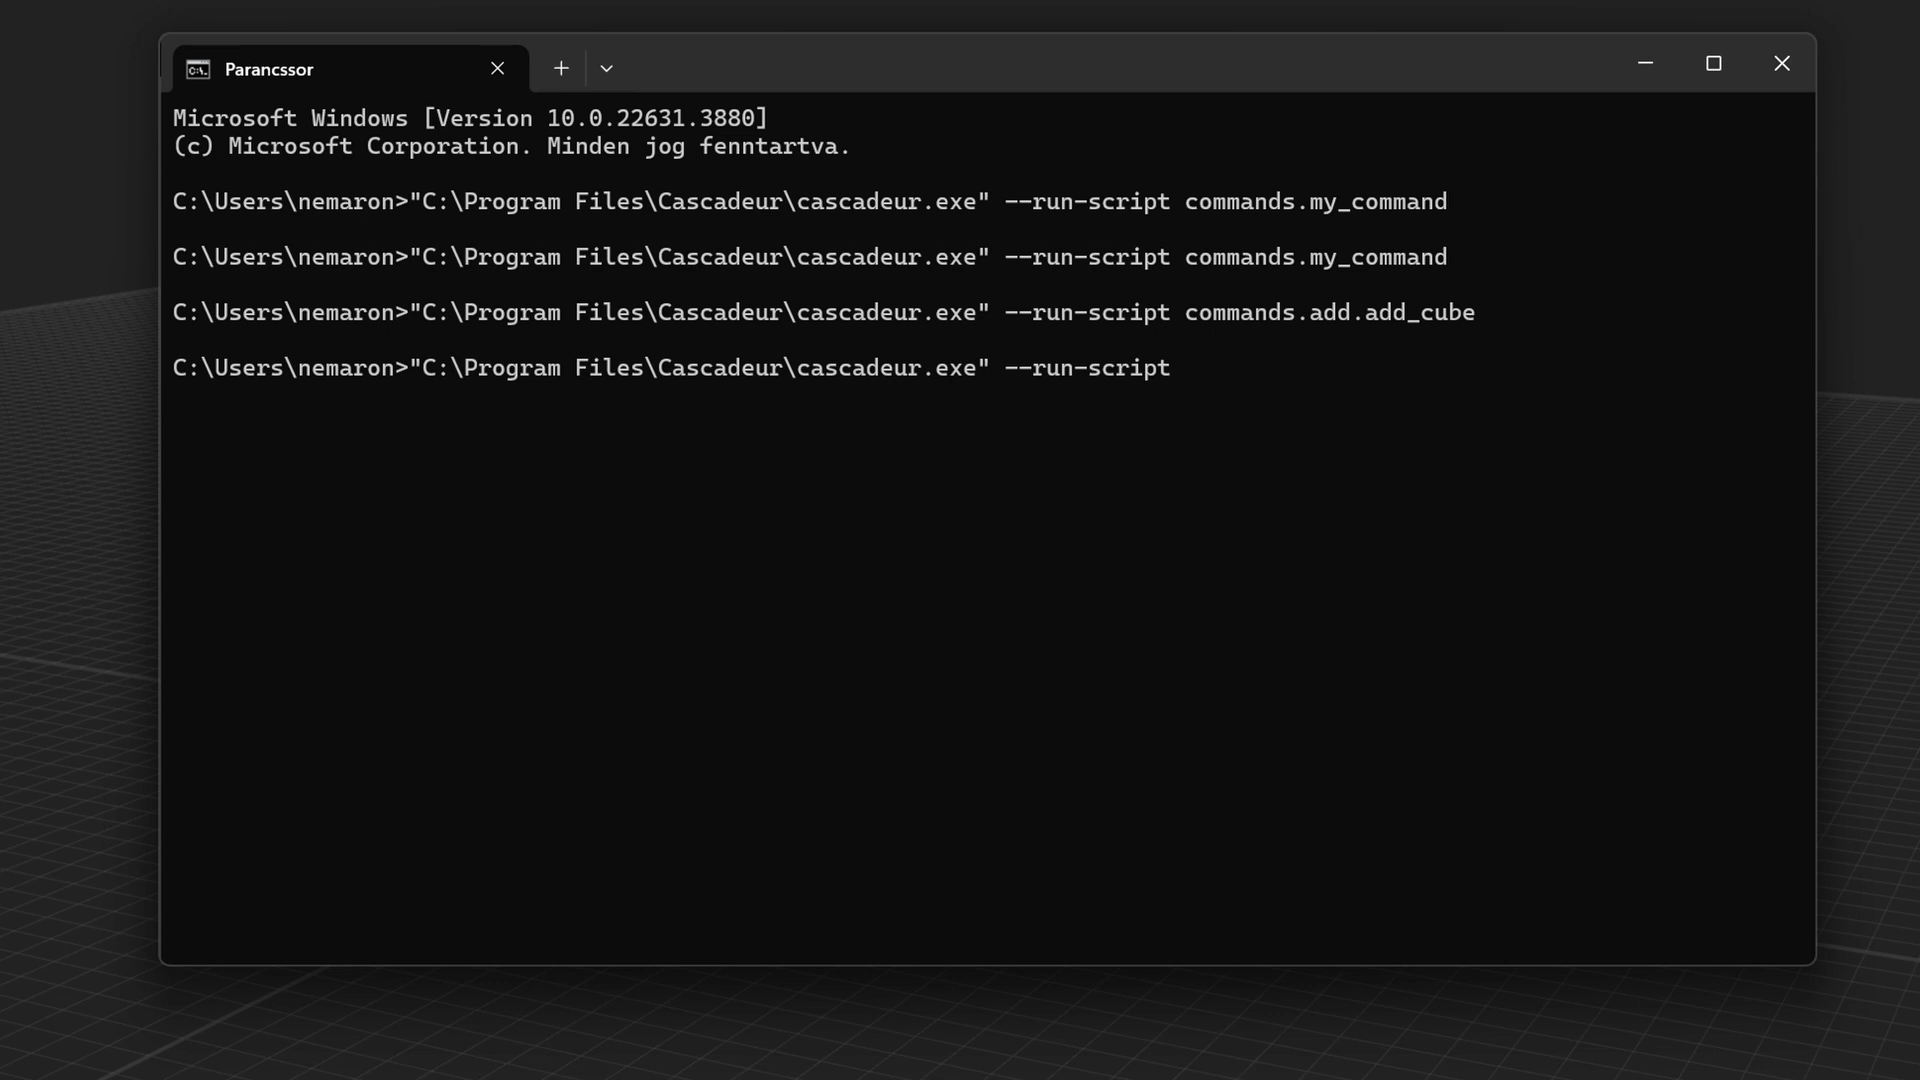 Parancssor
Microsoft Windows [Version 10.0.22631.3880]
(c) Microsoft Corporation. Minden jog fenntartva.
C:\Users\nemaron>"C:\Program Files\Cascadeur\cascadeur.exe" --run-script commands.my_command
C:\Users\nemaron>"C:\Program Files\Cascadeur\cascadeur.exe" --run-script commands.my_command
C:\Users\nemaron>"C:\Program Files\Cascadeur\cascadeur.exe" --run-script commands.add.add_cube
C:\Users\nemaron>"C:\Program Files\Cascadeur\cascadeur.exe" --run-script